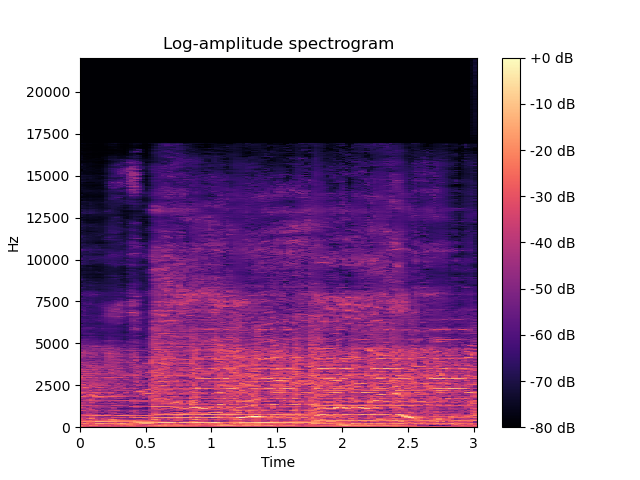 Log-amplitude spectrogram
Hz
20000
17500
15000
12500
10000
7500
5000
2500
0
0 0.5 1 1.5 2 2.5 3
Time
+0 dB
-10 dB
-20 dB
-30 dB
-40 dB
-50 dB
-60 dB
-70 dB
-80 dB